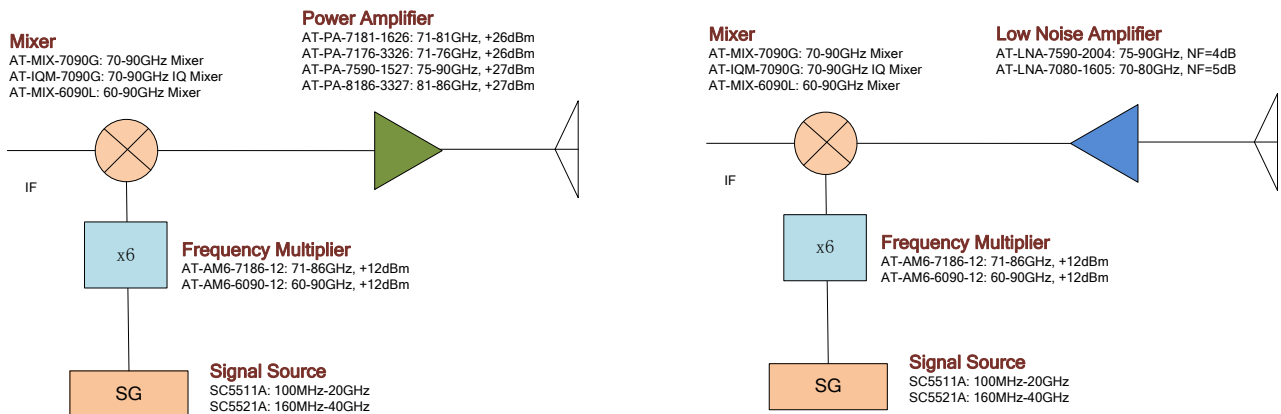 Power Amplifier
AT-PA-7181-1626: 71-81GHz, +26dBm
AT-PA-7176-3326: 71-76GHz, +26dBm
AT-PA-7590-1527: 75-90GHz, +27dBm
AT-PA-8186-3327: 81-86GHz, +27dBm
Mixer
AT-MIX-7090G: 70-90GHz Mixer
AT-IQM-7090G: 70-90GHz IQ Mixer
AT-MIX-6090L: 60-90GHz Mixer
IF
x6
Frequency Multiplier
AT-AM6-7186-12: 71-86GHz, +12dBm
AT-AM6-6090-12: 60-90GHz, +12dBm
SG
Signal Source
SC5511A: 100MHz-20GHz
SC5521A: 160MHz-40GHz
Mixer
AT-MIX-7090G: 70-90GHz Mixer
AT-IQM-7090G: 70-90GHz IQ Mixer
AT-MIX-6090L: 60-90GHz Mixer
Low Noise Amplifier
AT-LNA-7590-2004: 75-90GHz, NF=4dB
AT-LNA-7080-1605: 70-80GHz, NF=5dB
IF
x6
Frequency Multiplier
AT-AM6-7186-12: 71-86GHz, +12dBm
AT-AM6-6090-12: 60-90GHz, +12dBm
SG
Signal Source
SC5511A: 100MHz-20GHz
SC5521A: 160MHz-40GHz